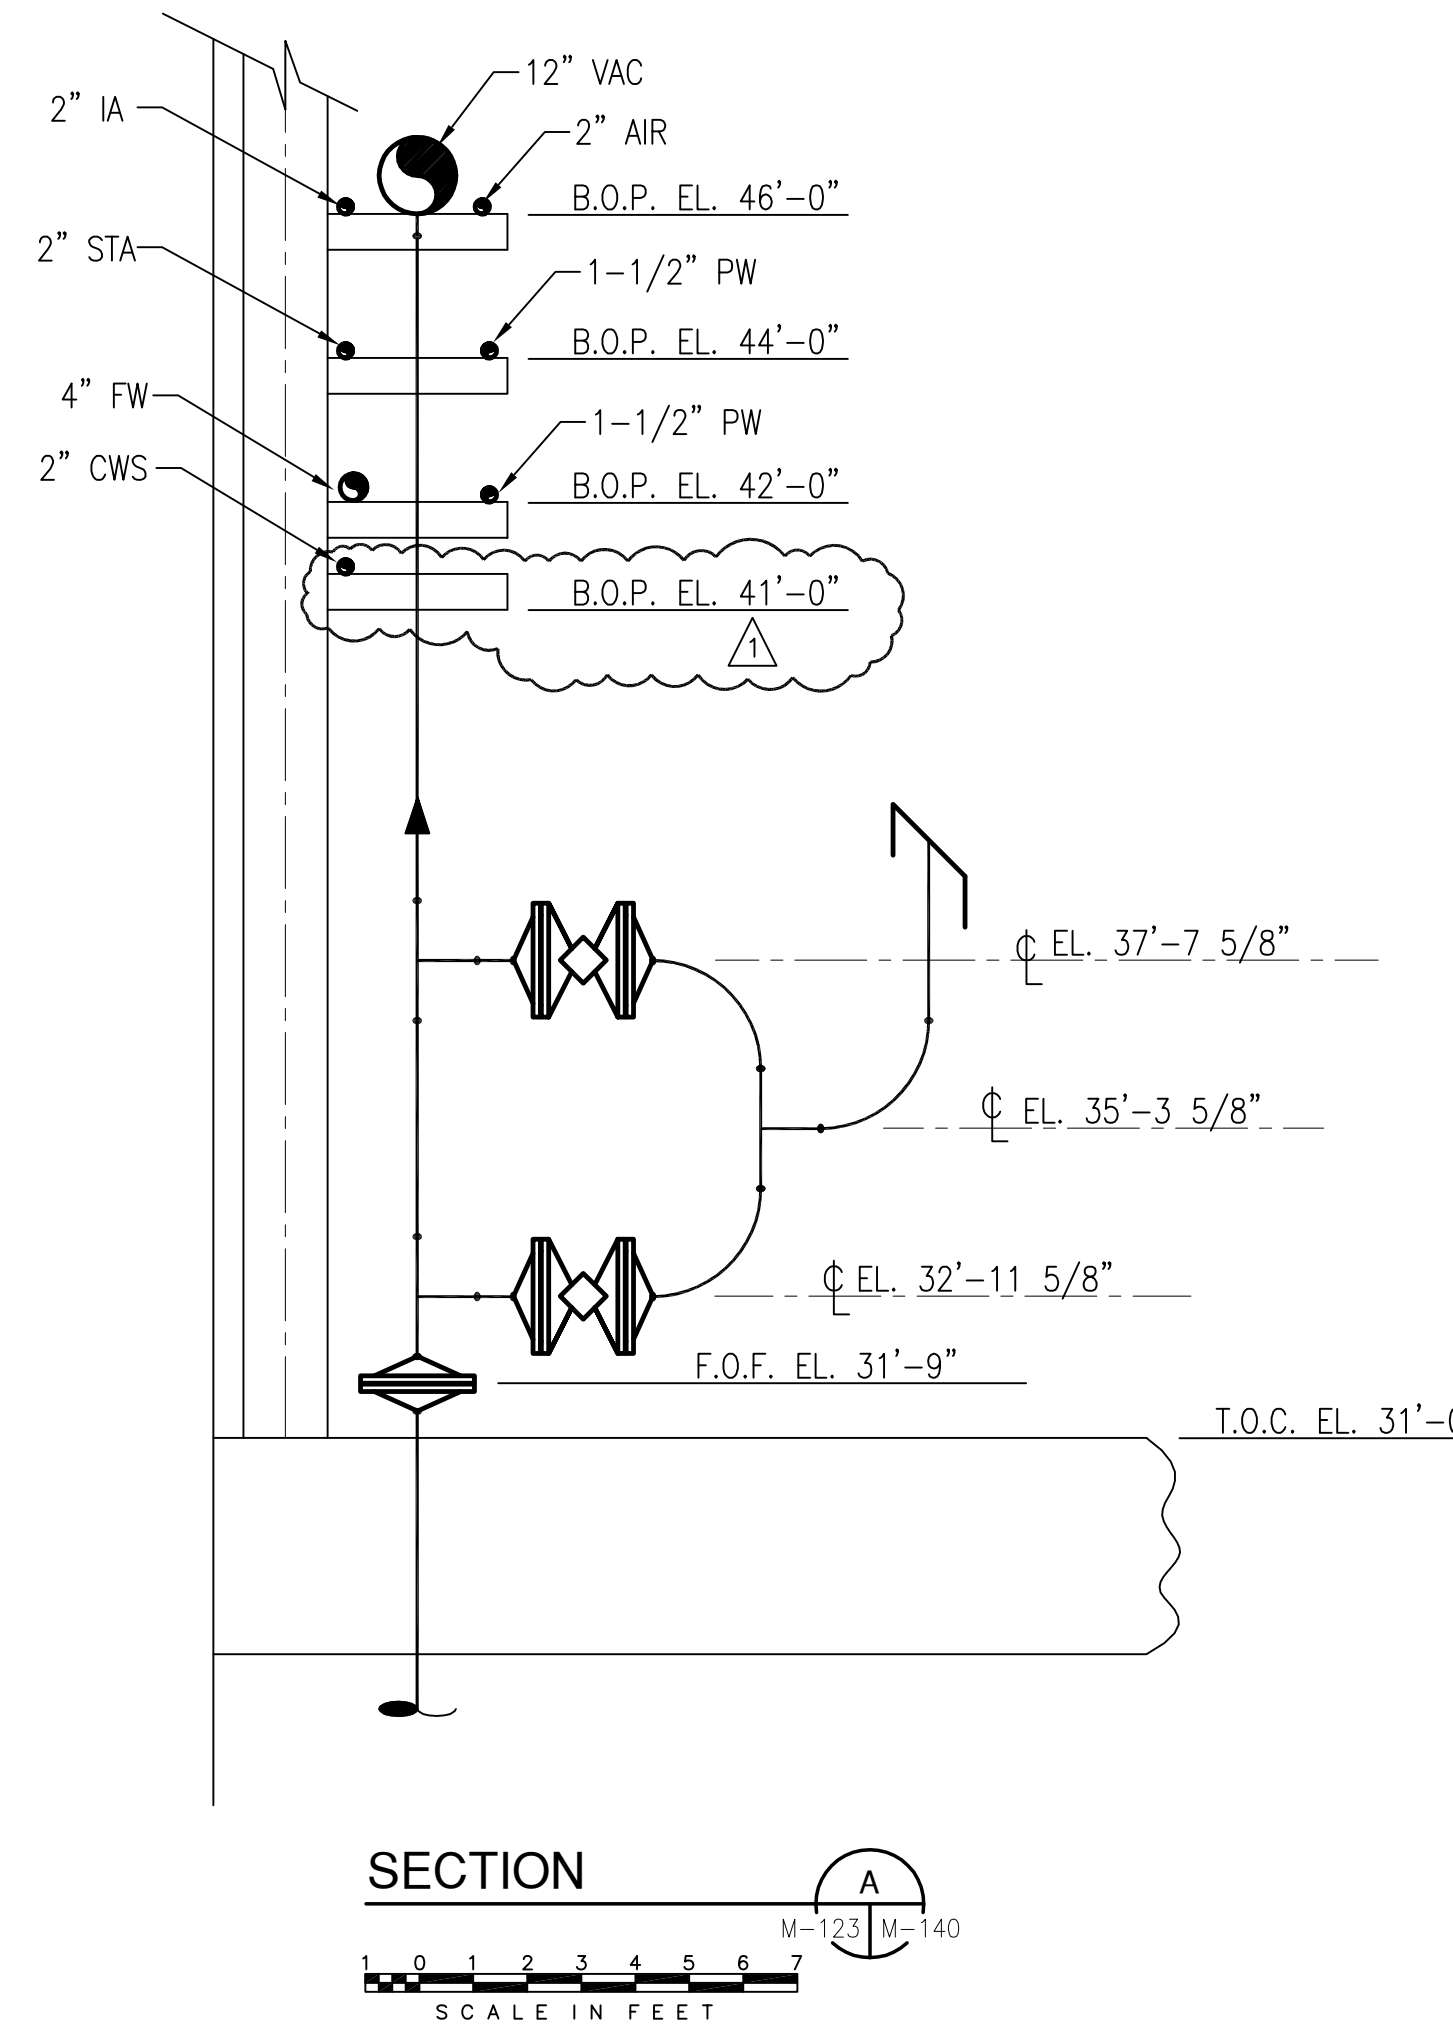 12” VAC
2” IA
2” AIR
B.O.P. EL. 46’-0”
2” STA
1-1/2” PW
B.O.P. EL. 44’-0”
4” FW
1-1/2” PW
2” CWS
B.O.P. EL. 42’-0”
B.O.P. EL. 41’-0”
1
℄ EL. 37’-7 5/8”
℄ EL. 35’-3 5/8”
℄ EL. 32’-11 5/8”
F.O.F. EL. 31’-9”
T.O.C. EL. 31’-
SECTION
A
M-123 M-140
1 0 1 2 3 4 5 6 7
SCALE IN FEET